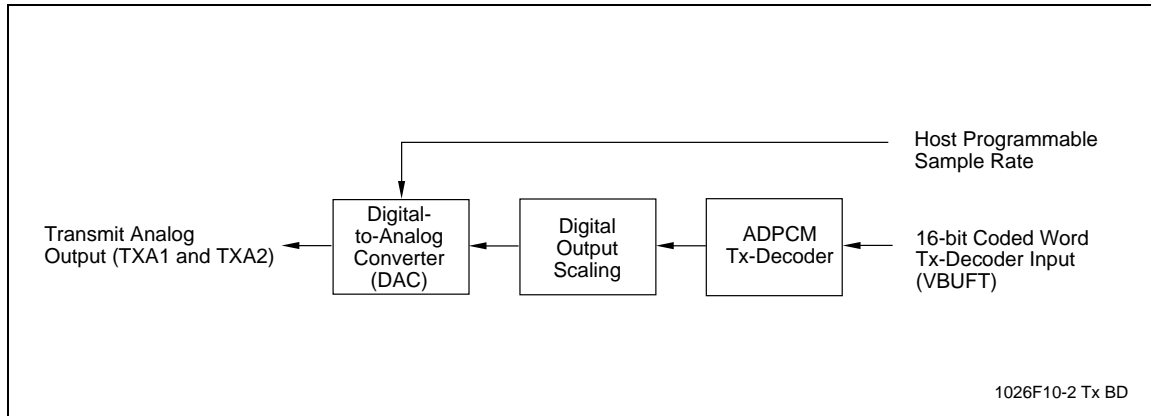 Host Programmable
Sample Rate
Transmit Analog
Output (TXA1 and TXA2)
Digital-
to-Analog
Converter
(DAC)
Digital
Output
Scaling
ADPCM
Tx-Decoder
16-bit Coded Word
Tx-Decoder Input
(VBUFT)
1026F10-2 Tx BD